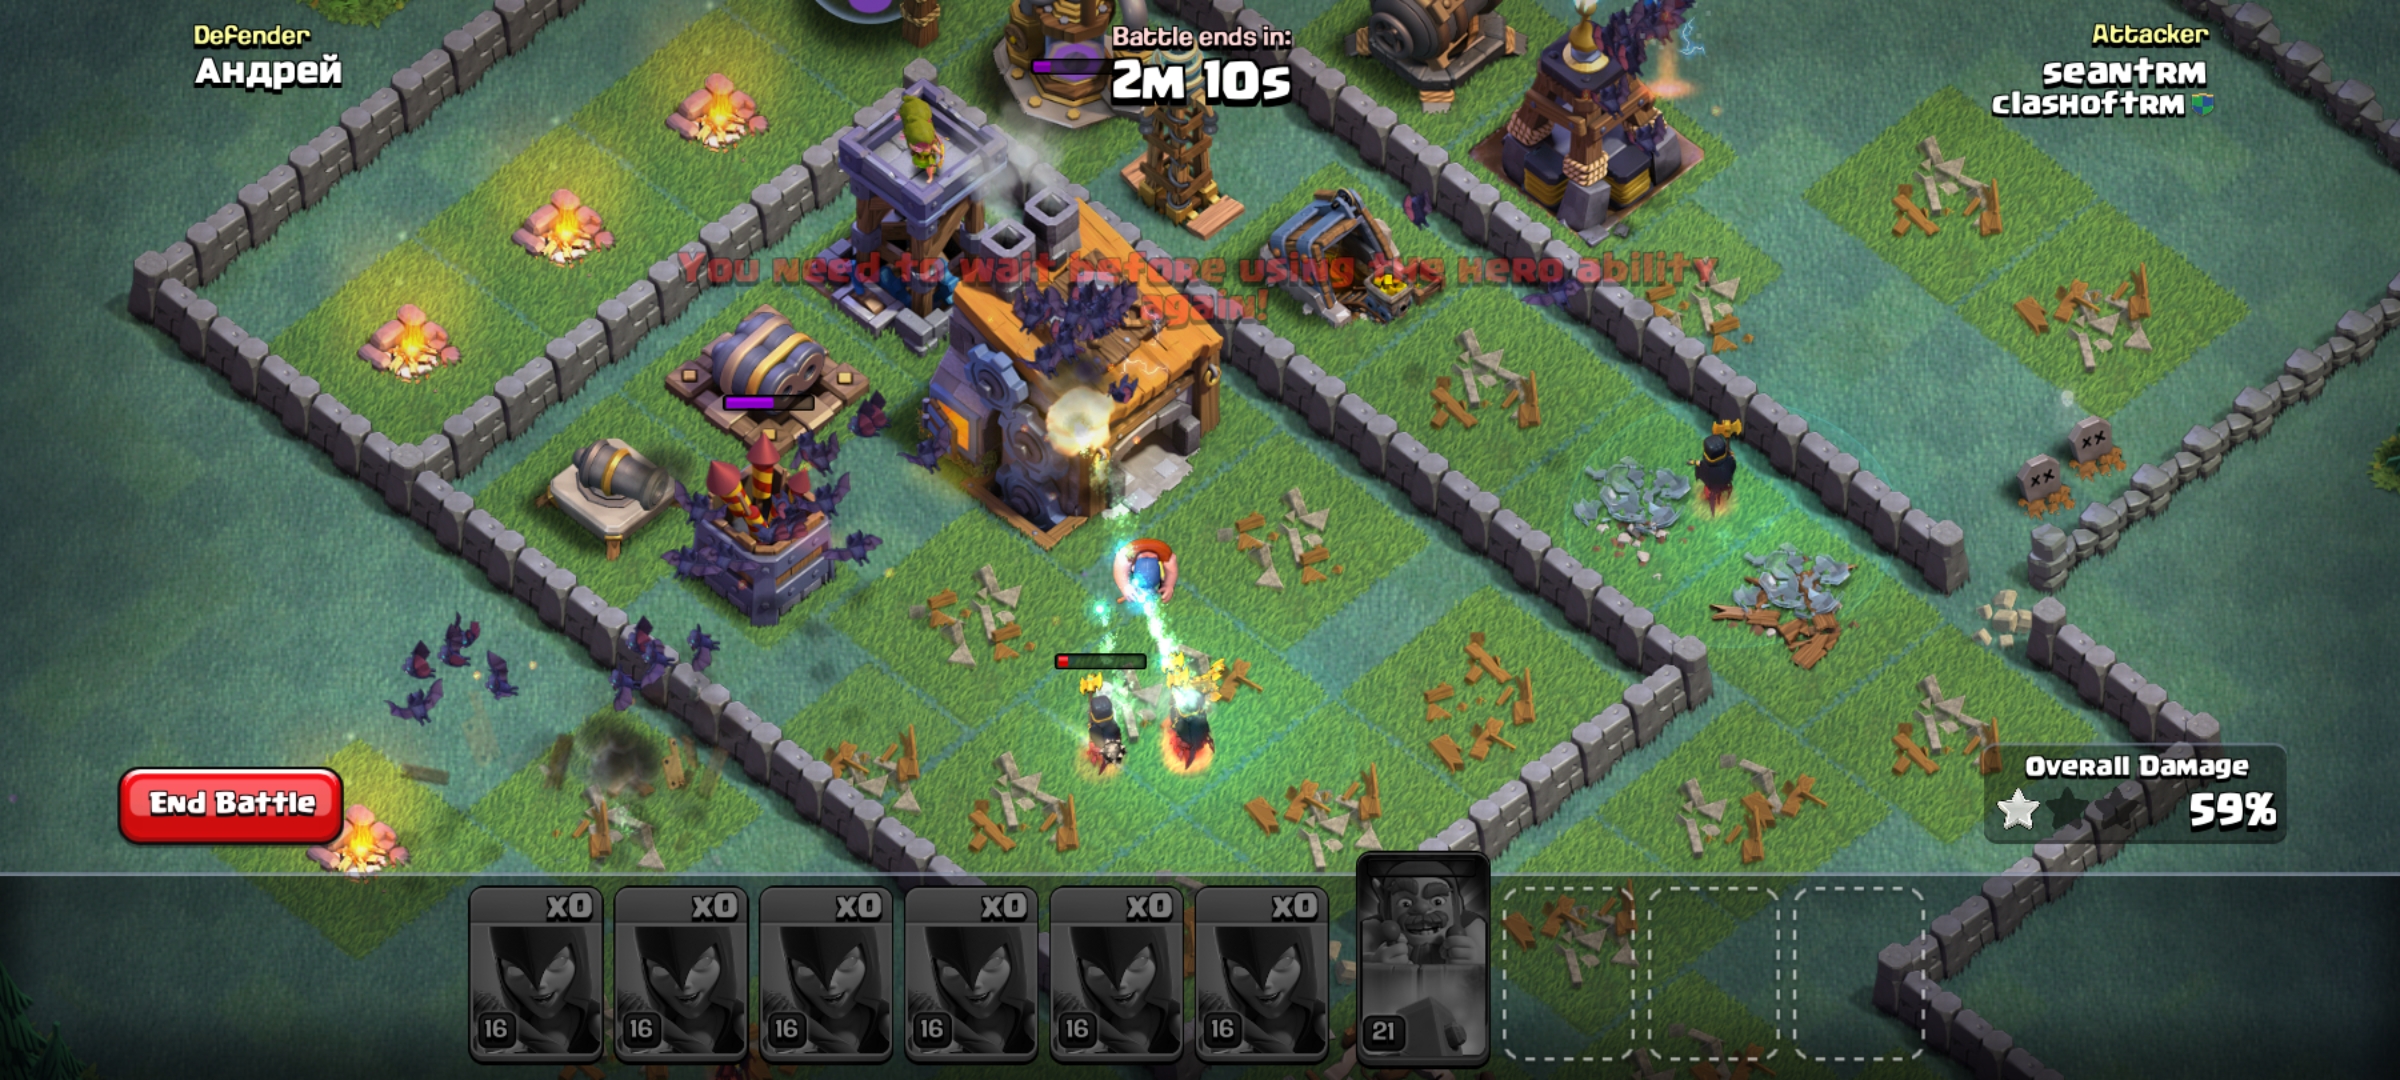 Defender
Андрей
Battle ends in:
2M 10s
Attacker
seantRM
clashoftRM
You need to wait before using the hero ability
again!
End Battle
Overall Damage
59%
x0
x0
x0
x0
x0
x0
16
16
16
16
16
16
21